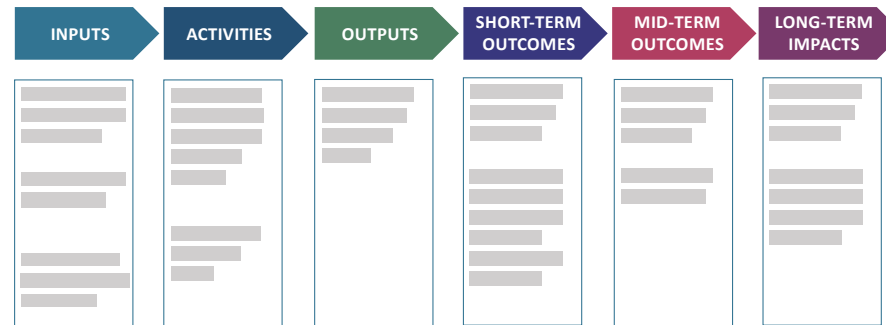 INPUTS
ACTIVITIES
OUTPUTS
SHORT-TERM
OUTCOMES
MID-TERM
OUTCOMES
LONG-TERM
IMPACTS